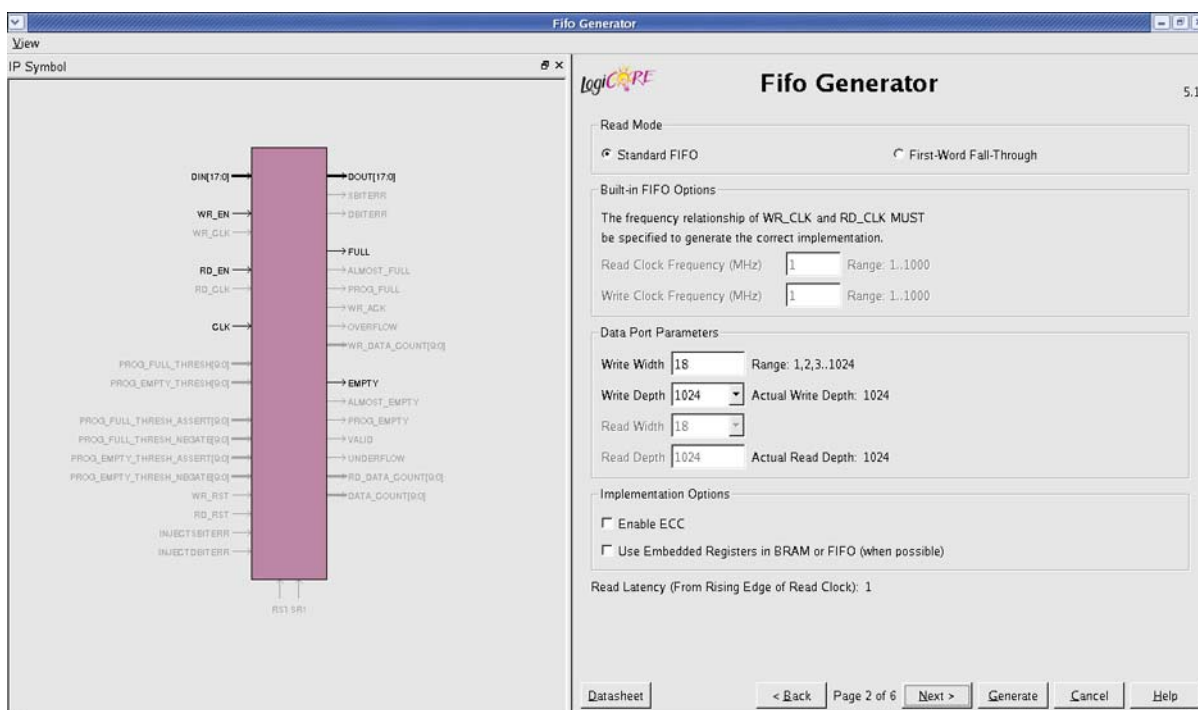 Fifo Generator
View
IP Symbol
DIN[17:0]
WR_EN
WR_CLK
RD_EN
RD_CLK
CLK
PROG_FULL_THRESH[9:0]
PROG_EMPTY_THRESH[9:0]
PROG_FULL_THRESH_ASSERT[9:0]
PROG_FULL_THRESH_NEGATE[9:0]
PROG_EMPTY_THRESH_ASSERT[9:0]
PROG_EMPTY_THRESH_NEGATE[9:0]
WR_RST
RD_RST
INJECTSBITERR
INJECTDBITERR
DOUT[17:0]
SBITERR
DBITERR
FULL
ALMOST_FULL
PROG_FULL
WR_ACK
OVERFLOW
WR_DATA_COUNT[9:0]
EMPTY
ALMOST_EMPTY
PROG_EMPTY
VALID
UNDERFLOW
RD_DATA_COUNT[9:0]
DATA_COUNT[9:0]
logiCORE
Fifo Generator
5.1
Read Mode
Standard FIFO First-Word Fall-Through
Built-in FIFO Options
The frequency relationship of WR_CLK and RD_CLK MUST
be specified to generate the correct implementation.
Read Clock Frequency (MHz) 1 Range: 1..1000
Write Clock Frequency (MHz) 1 Range: 1..1000
Data Port Parameters
Write Width 18 Range: 1,2,3..1024
Write Depth 1024 Actual Write Depth: 1024
Read Width 18
Read Depth 1024 Actual Read Depth: 1024
Implementation Options
Enable ECC
Use Embedded Registers in BRAM or FIFO (when possible)
Read Latency (From Rising Edge of Read Clock): 1
Datasheet < Back Page 2 of 6 Next > Generate Cancel Help